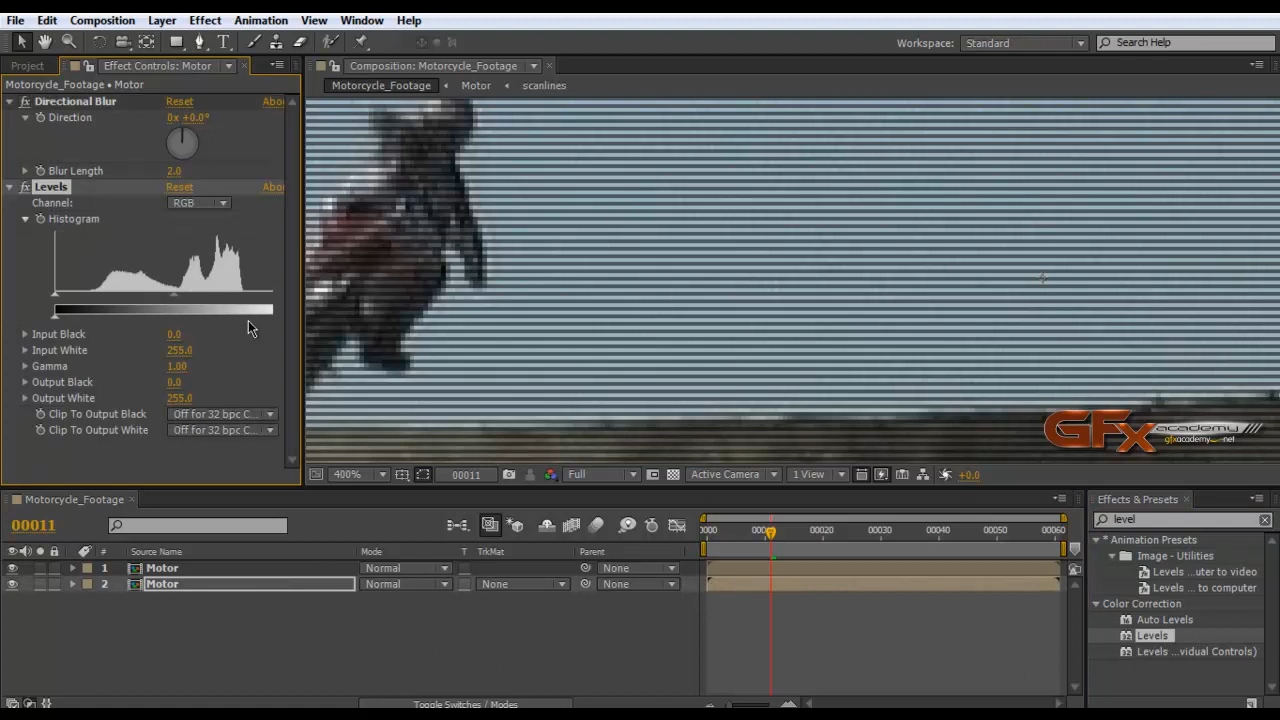 File Edit Composition Layer Effect Animation View Window Help
Workspace: Standard Search Help
Project Effect Controls: Motor Composition: Motorcycle_Footage
Motorcycle_Footage • Motor Motorcycle_Footage Motor scanlines
fx Directional Blur Reset Abou
Direction 0x +0.0°
Blur Length 2.0
fx Levels Reset Abou
Channel: RGB
Histogram
Input Black 0.0
Input White 255.0
Gamma 1.00
Output Black 0.0
Output White 255.0
Clip To Output Black Off for 32 bpc C...
Clip To Output White Off for 32 bpc C...
GFx academy
gfxacademy.net
400% 00011 Full Active Camera 1 View +0.0
Motorcycle_Footage
00011
0000 00020 00030 00040 00050 00060
# Source Name Mode T TrkMat Parent
1 Motor Normal None
2 Motor Normal None None
Toggle Switches / Modes
Effects & Presets
level
* Animation Presets
Image - Utilities
Levels ...uter to video
Levels ... to computer
Color Correction
Auto Levels
Levels
Levels ...vidual Controls)